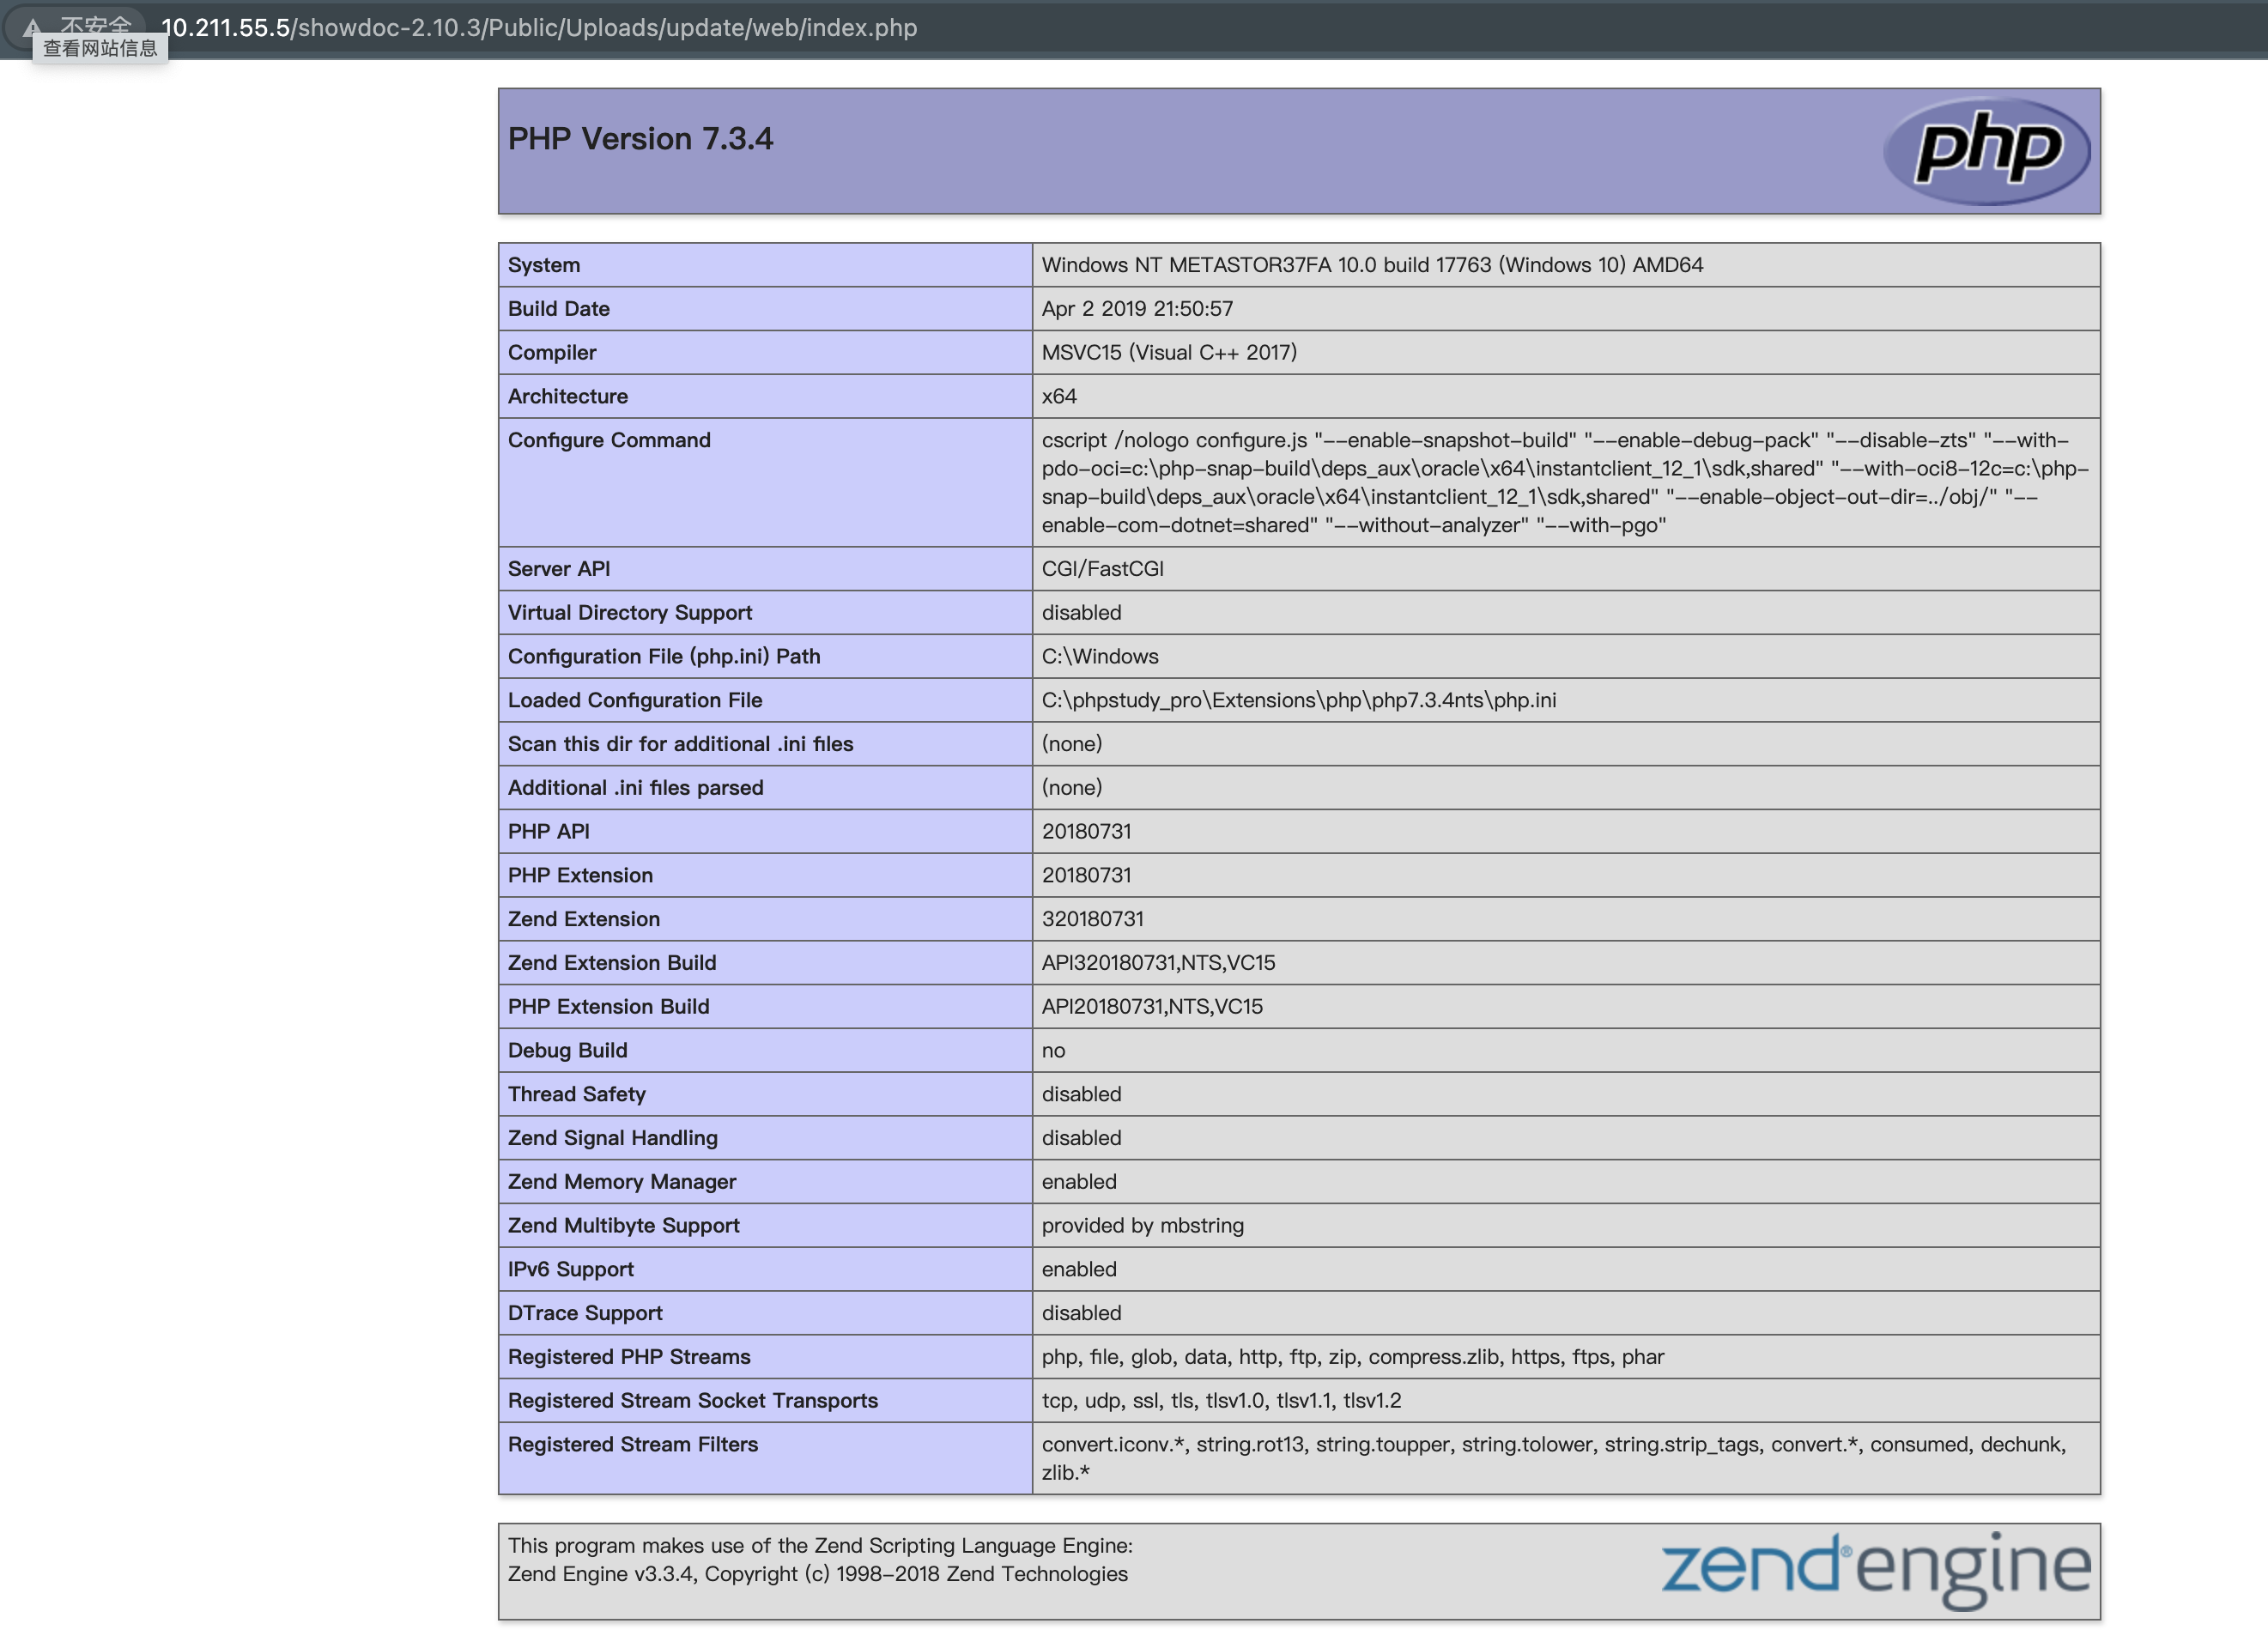 不安全 10.211.55.5/showdoc-2.10.3/Public/Uploads/update/web/index.php
查看网站信息
PHP Version 7.3.4
php
System Windows NT METASTOR37FA 10.0 build 17763 (Windows 10) AMD64
Build Date Apr 2 2019 21:50:57
Compiler MSVC15 (Visual C++ 2017)
Architecture x64
Configure Command cscript /nologo configure.js "--enable-snapshot-build" "--enable-debug-pack" "--disable-zts" "--with-
pdo-oci=c:\php-snap-build\deps_aux\oracle\x64\instantclient_12_1\sdk,shared" "--with-oci8-12c=c:\php-
snap-build\deps_aux\oracle\x64\instantclient_12_1\sdk,shared" "--enable-object-out-dir=../obj/" "--
enable-com-dotnet=shared" "--without-analyzer" "--with-pgo"
Server API CGI/FastCGI
Virtual Directory Support disabled
Configuration File (php.ini) Path C:\Windows
Loaded Configuration File C:\phpstudy_pro\Extensions\php\php7.3.4nts\php.ini
Scan this dir for additional .ini files (none)
Additional .ini files parsed (none)
PHP API 20180731
PHP Extension 20180731
Zend Extension 320180731
Zend Extension Build API320180731,NTS,VC15
PHP Extension Build API20180731,NTS,VC15
Debug Build no
Thread Safety disabled
Zend Signal Handling disabled
Zend Memory Manager enabled
Zend Multibyte Support provided by mbstring
IPv6 Support enabled
DTrace Support disabled
Registered PHP Streams php, file, glob, data, http, ftp, zip, compress.zlib, https, ftps, phar
Registered Stream Socket Transports tcp, udp, ssl, tls, tlsv1.0, tlsv1.1, tlsv1.2
Registered Stream Filters convert.iconv.*, string.rot13, string.toupper, string.tolower, string.strip_tags, convert.*, consumed, dechunk,
zlib.*
This program makes use of the Zend Scripting Language Engine:
Zend Engine v3.3.4, Copyright (c) 1998-2018 Zend Technologies
zend®engine